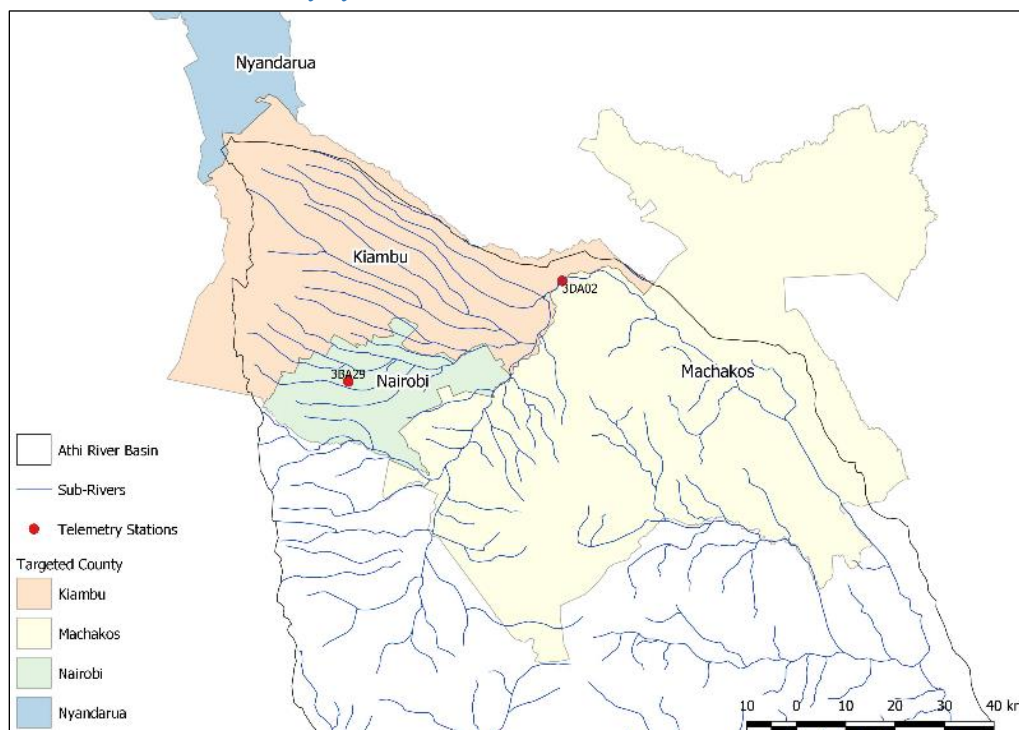 Nyandarua
Kiambu
3DA02
3BA29
Nairobi
Machakos
Athi River Basin
Sub-Rivers
Telemetry Stations
Targeted County
Kiambu
Machakos
Nairobi
Nyandarua
10 0 10 20 30 40 km